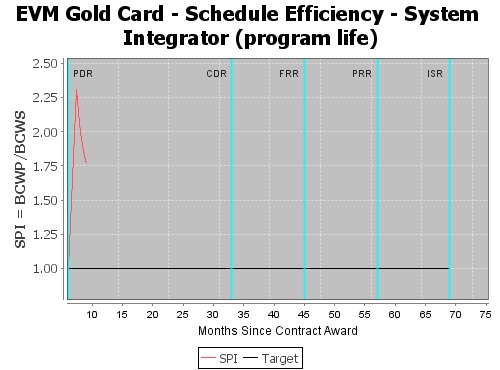 EVM Gold Card - Schedule Efficiency - System
Integrator (program life)
SPI = BCWP/BCWS
2.50
2.25
2.00
1.75
1.50
1.25
1.00
PDR
CDR
FRR
PRR
ISR
10 15 20 25 30 35 40 45 50 55 60 65 70 75
Months Since Contract Award
SPI
Target